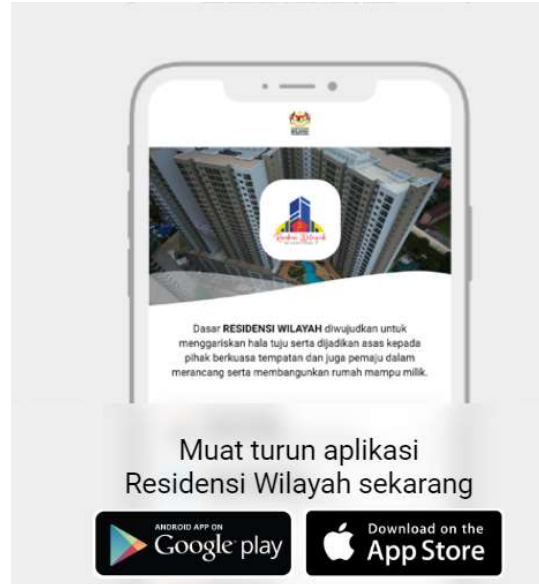 Residensi Wilayah
Dasar RESIDENSI WILAYAH diwujudkan untuk
menggariskan hala tuju serta dijadikan asas kepada
pihak berkuasa tempatan dan juga pemaju dalam
merancang serta membangunkan rumah mampu milik.
Muat turun aplikasi
Residensi Wilayah sekarang
ANDROID APP ON
Google play
Download on the
App Store